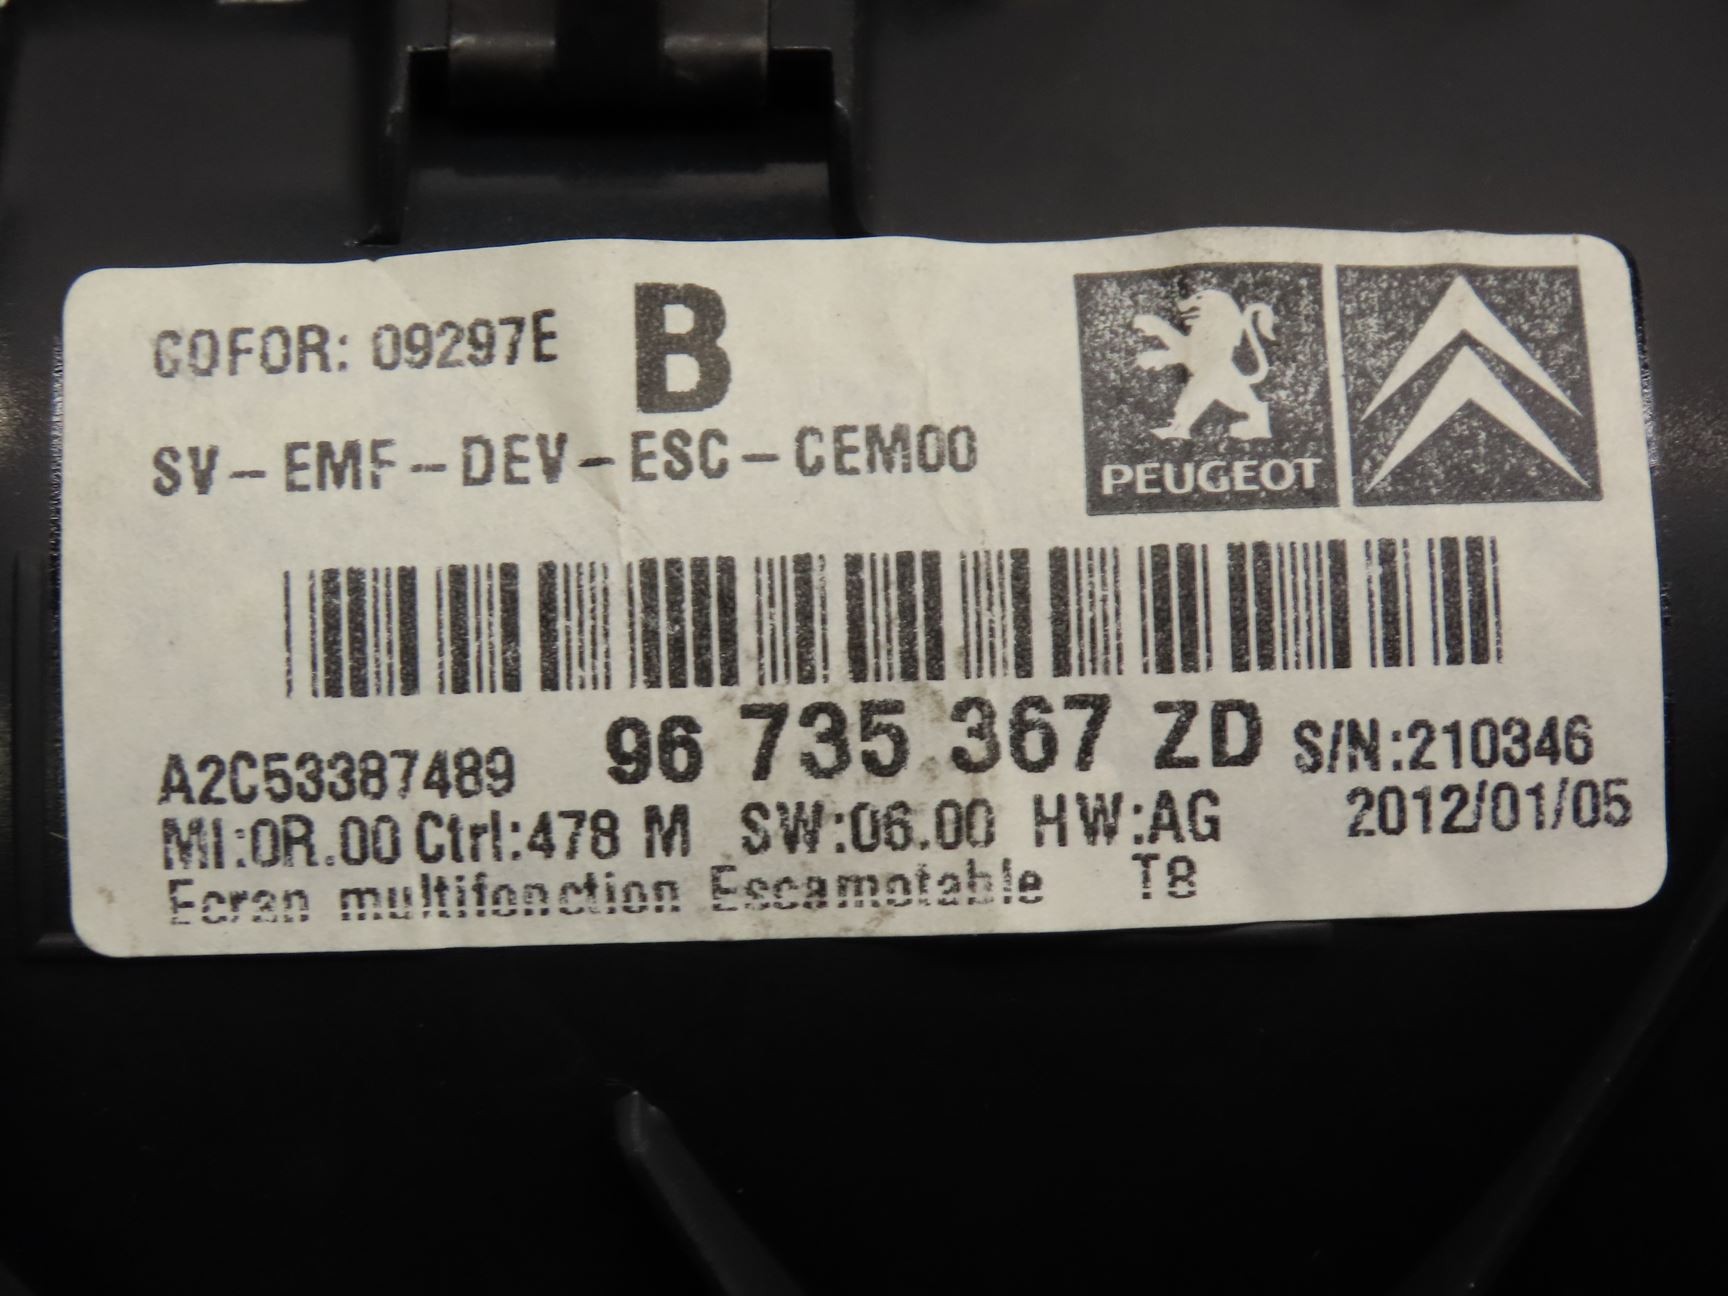 COFOR: 09297E B
SV-EMF-DEV-ESC-CEM00
PEUGEOT
96 735 367 ZD
A2C53387489 S/N:210346
MI:0R.00 Ctrl:478 M SW:06.00 HW:AG 2012/01/05
Ecran multifonction Escamotable T8